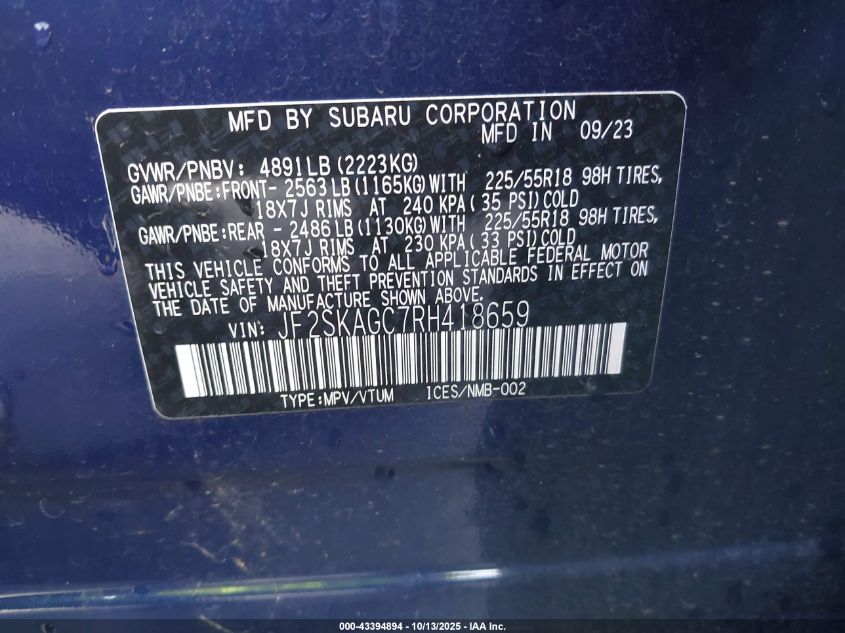 MFD BY SUBARU CORPORATION
MFD IN 09/23
GVWR/PNBV: 4891LB(2223KG)
GAWR/PNBE:FRONT- 2563LB(1165KG)WITH 225/55R18 98H TIRES,
18X7J RIMS AT 240 KPA(35 PSI)COLD
GAWR/PNBE:REAR - 2486LB(1130KG)WITH 225/55R18 98H TIRES,
18X7J RIMS AT 230 KPA(33 PSI)COLD
THIS VEHICLE CONFORMS TO ALL APPLICABLE FEDERAL MOTOR
VEHICLE SAFETY AND THEFT PREVENTION STANDARDS IN EFFECT ON
THE DATE OF MANUFACTURE SHOWN ABOVE.
VIN: JF2SKAGC7RH418659
TYPE:MPV/VTUM ICES/NMB-002
000-43394894 - 10/13/2025 - IAA Inc.